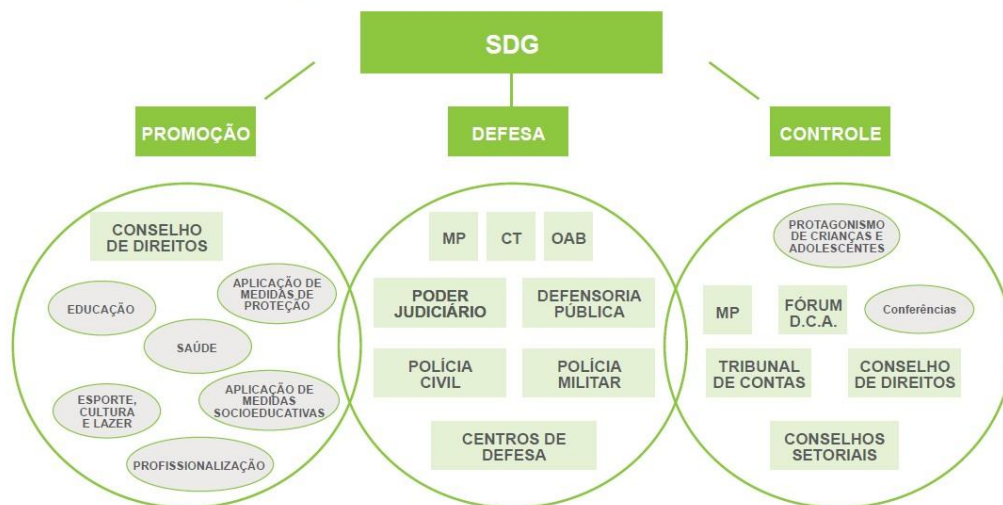 SDG
PROMOÇÃO
DEFESA
CONTROLE
CONSELHO
DE DIREITOS
EDUCAÇÃO
APLICAÇÃO DE
MEDIDAS DE
PROTEÇÃO
SAÚDE
ESPORTE,
CULTURA
E LAZER
APLICAÇÃO DE
MEDIDAS
SOCIOEDUCATIVAS
PROFISSIONALIZAÇÃO
MP
CT
OAB
PODER
JUDICIÁRIO
DEFENSORIA
PÚBLICA
POLÍCIA
CIVIL
POLÍCIA
MILITAR
CENTROS DE
DEFESA
PROTAGONISMO
DE CRIANÇAS E
ADOLESCENTES
MP
FÓRUM
D.C.A.
Conferências
TRIBUNAL
DE CONTAS
CONSELHO
DE DIREITOS
CONSELHOS
SETORIAIS